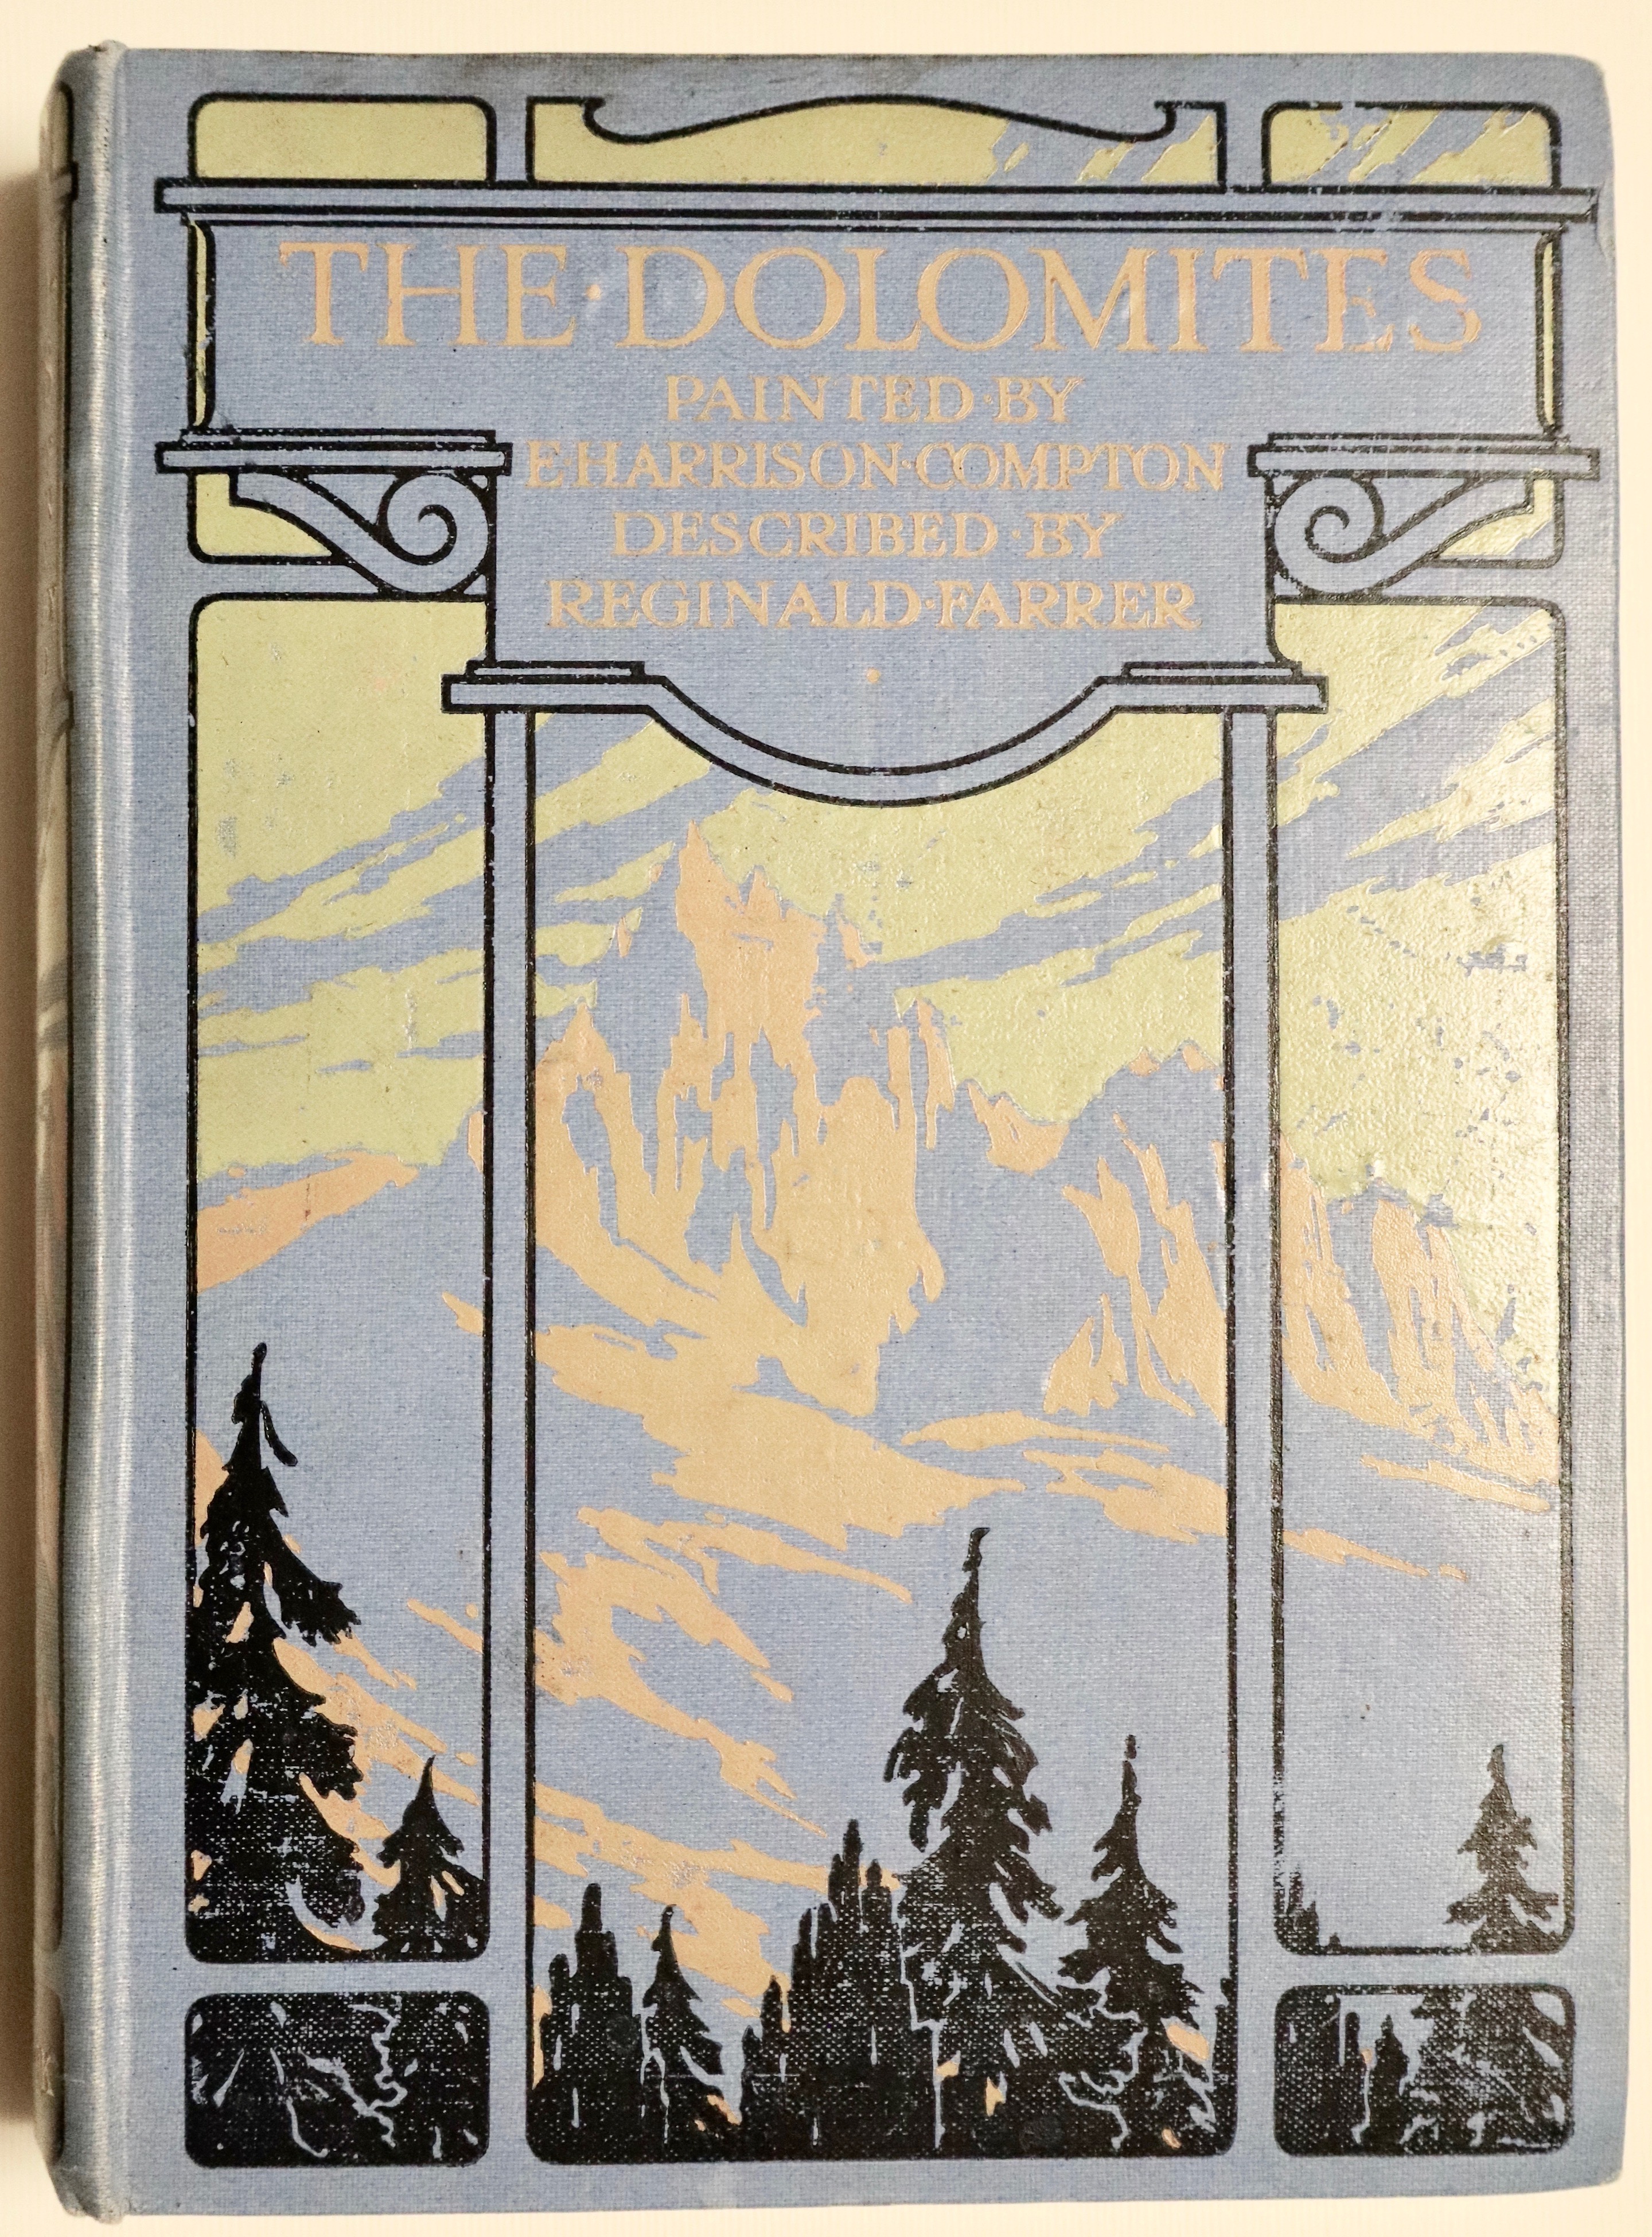 THE·DOLOMITES
PAINTED·BY
E·HARRISON·COMPTON
DESCRIBED·BY
REGINALD·FARRER